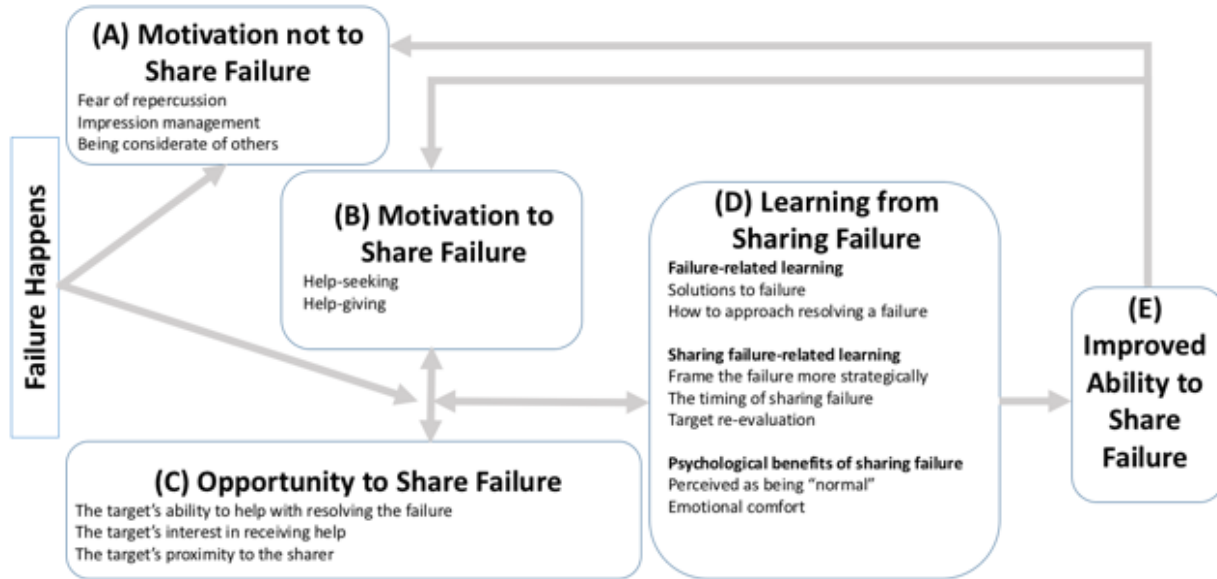 (A) Motivation not to
Share Failure
Fear of repercussion
Impression management
Being considerate of others
Failure Happens
(B) Motivation to
Share Failure
Help-seeking
Help-giving
(C) Opportunity to Share Failure
The target's ability to help with resolving the failure
The target's interest in receiving help
The target's proximity to the sharer
(D) Learning from
Sharing Failure
Failure-related learning
Solutions to failure
How to approach resolving a failure
Sharing failure-related learning
Frame the failure more strategically
The timing of sharing failure
Target re-evaluation
Psychological benefits of sharing failure
Perceived as being “normal”
Emotional comfort
(E)
Improved
Ability to
Share
Failure